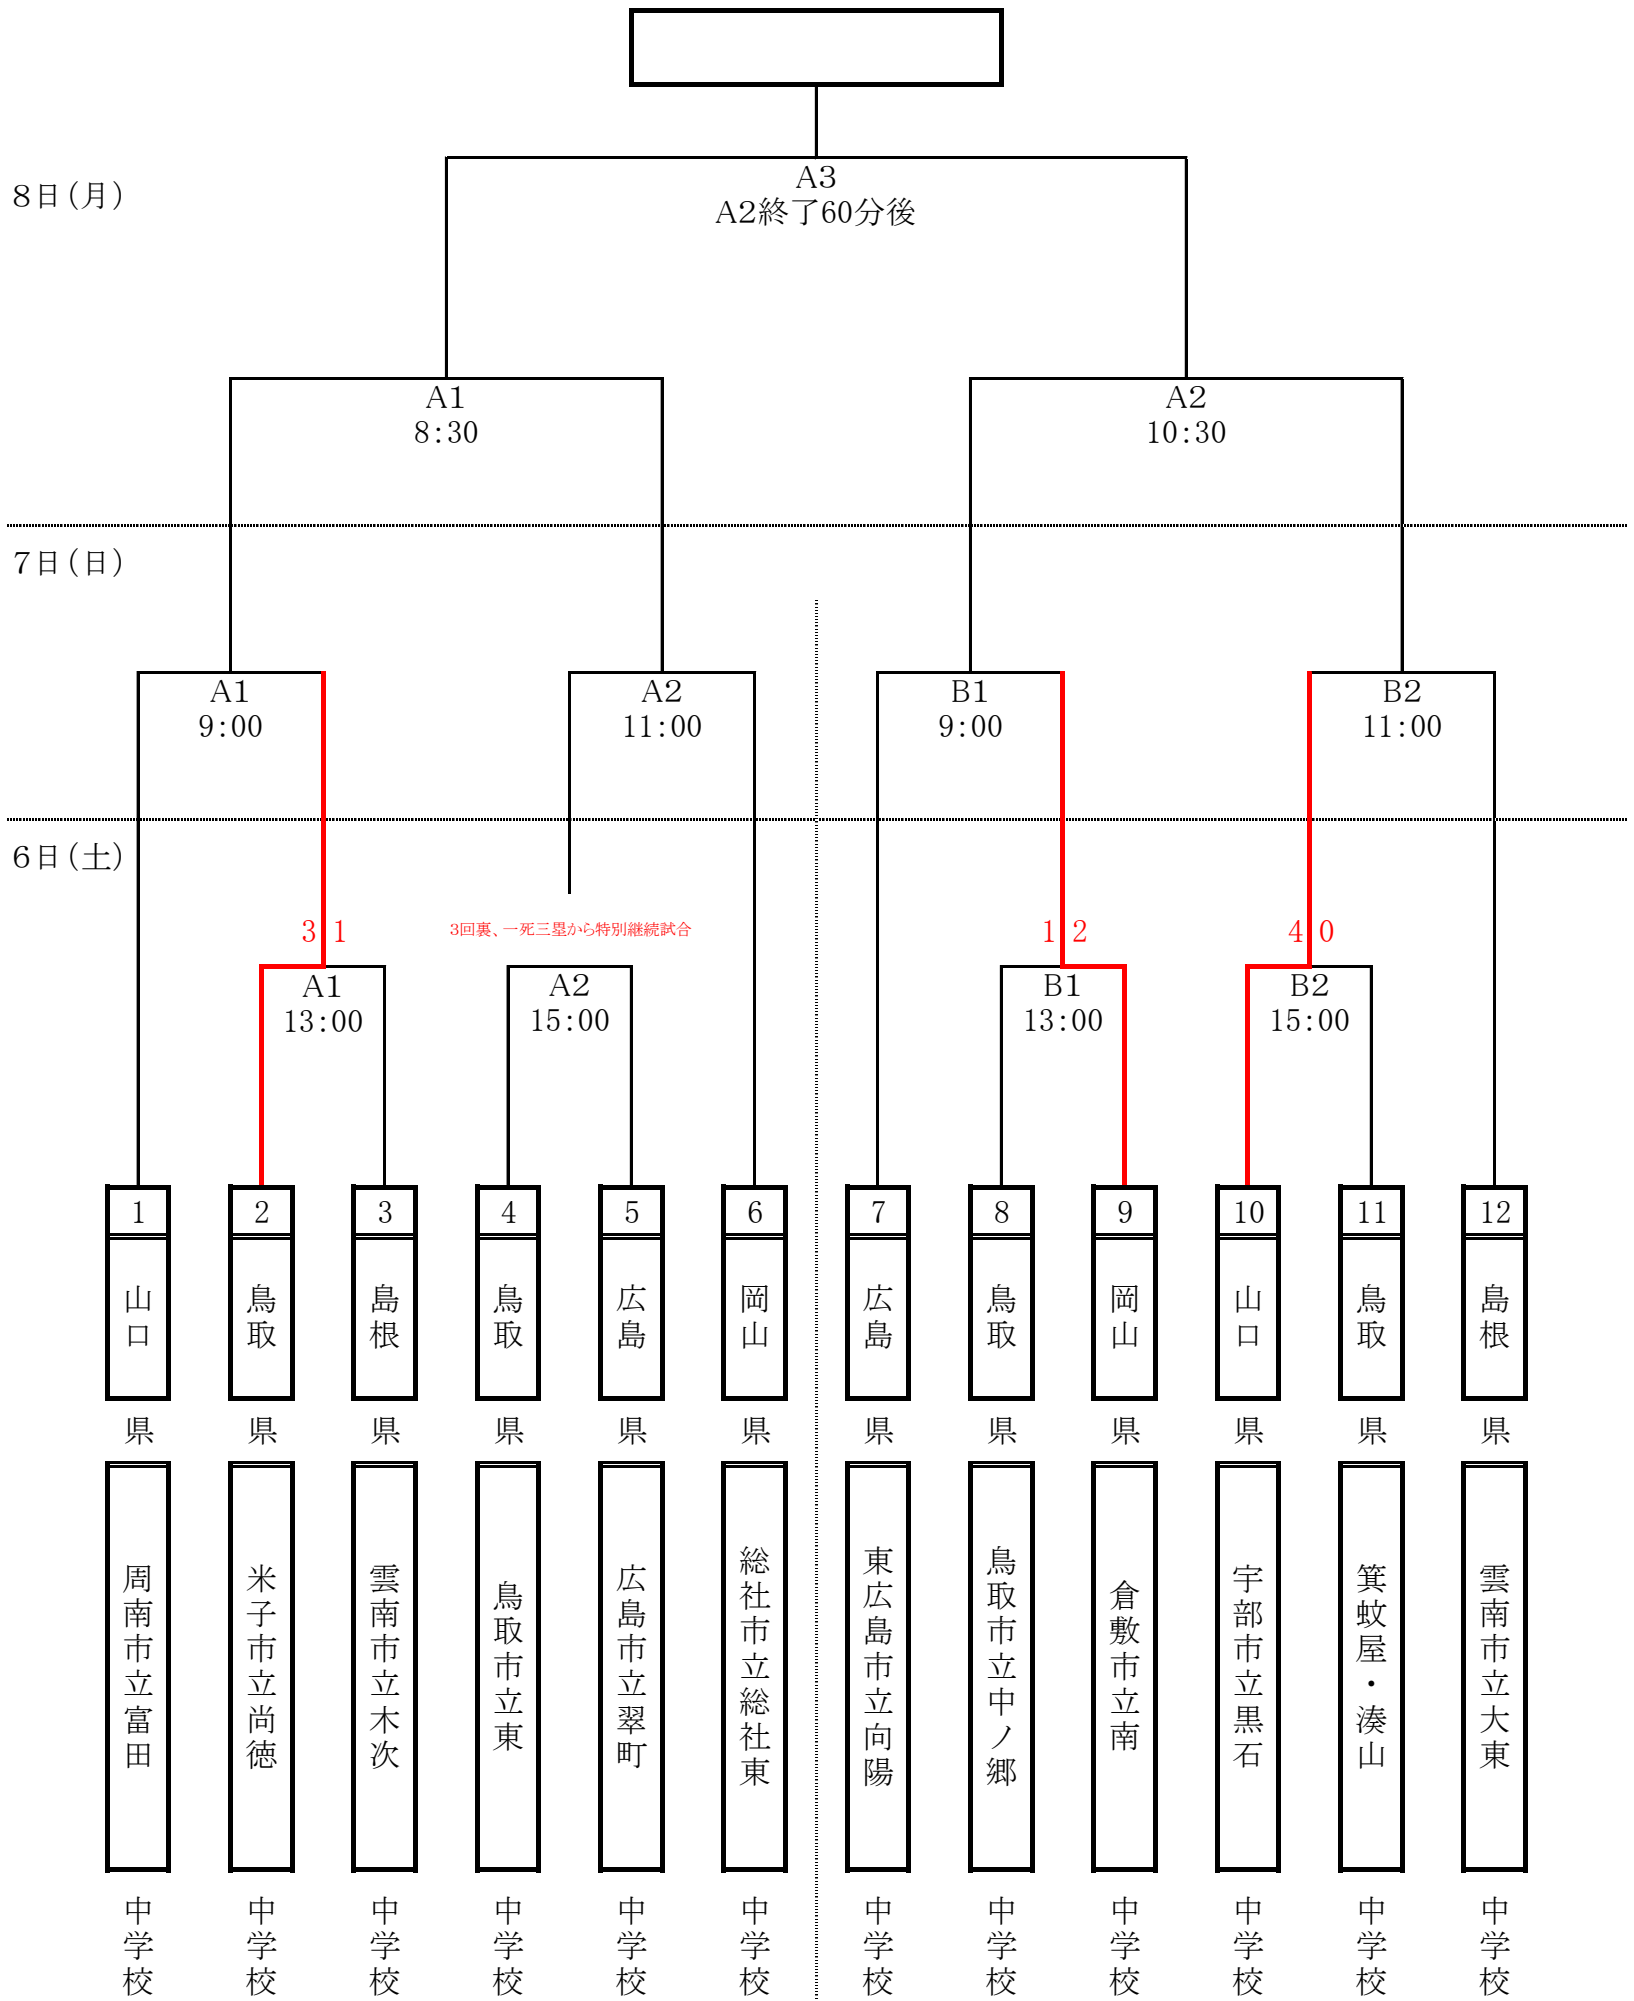 8日(月)
A3
A2終了60分後
A1
8:30
A2
10:30
7日(日)
A1
9:00
A2
11:00
B1
9:00
B2
11:00
6日(土)
3 1
3回裏、一死三塁から特別継続試合
1 2
4 0
A1
13:00
A2
15:00
B1
13:00
B2
15:00
1
山口
県
周南市立富田
中学校
2
鳥取
県
米子市立尚徳
中学校
3
島根
県
雲南市立木次
中学校
4
鳥取
県
鳥取市立東
中学校
5
広島
県
広島市立翠町
中学校
6
岡山
県
総社市立総社東
中学校
7
広島
県
東広島市立向陽
中学校
8
鳥取
県
鳥取市立中ノ郷
中学校
9
岡山
県
倉敷市立南
中学校
10
山口
県
宇部市立黒石
中学校
11
鳥取
県
箕蚊屋・湊山
中学校
12
島根
県
雲南市立大東
中学校